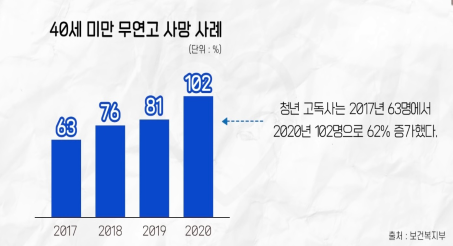 40세 미만 무연고 사망 사례
(단위 : %)
63
76
81
102
2017
2018
2019
2020
청년 고독사는 2017년 63명에서
2020년 102명으로 62% 증가했다.
출처 : 보건복지부